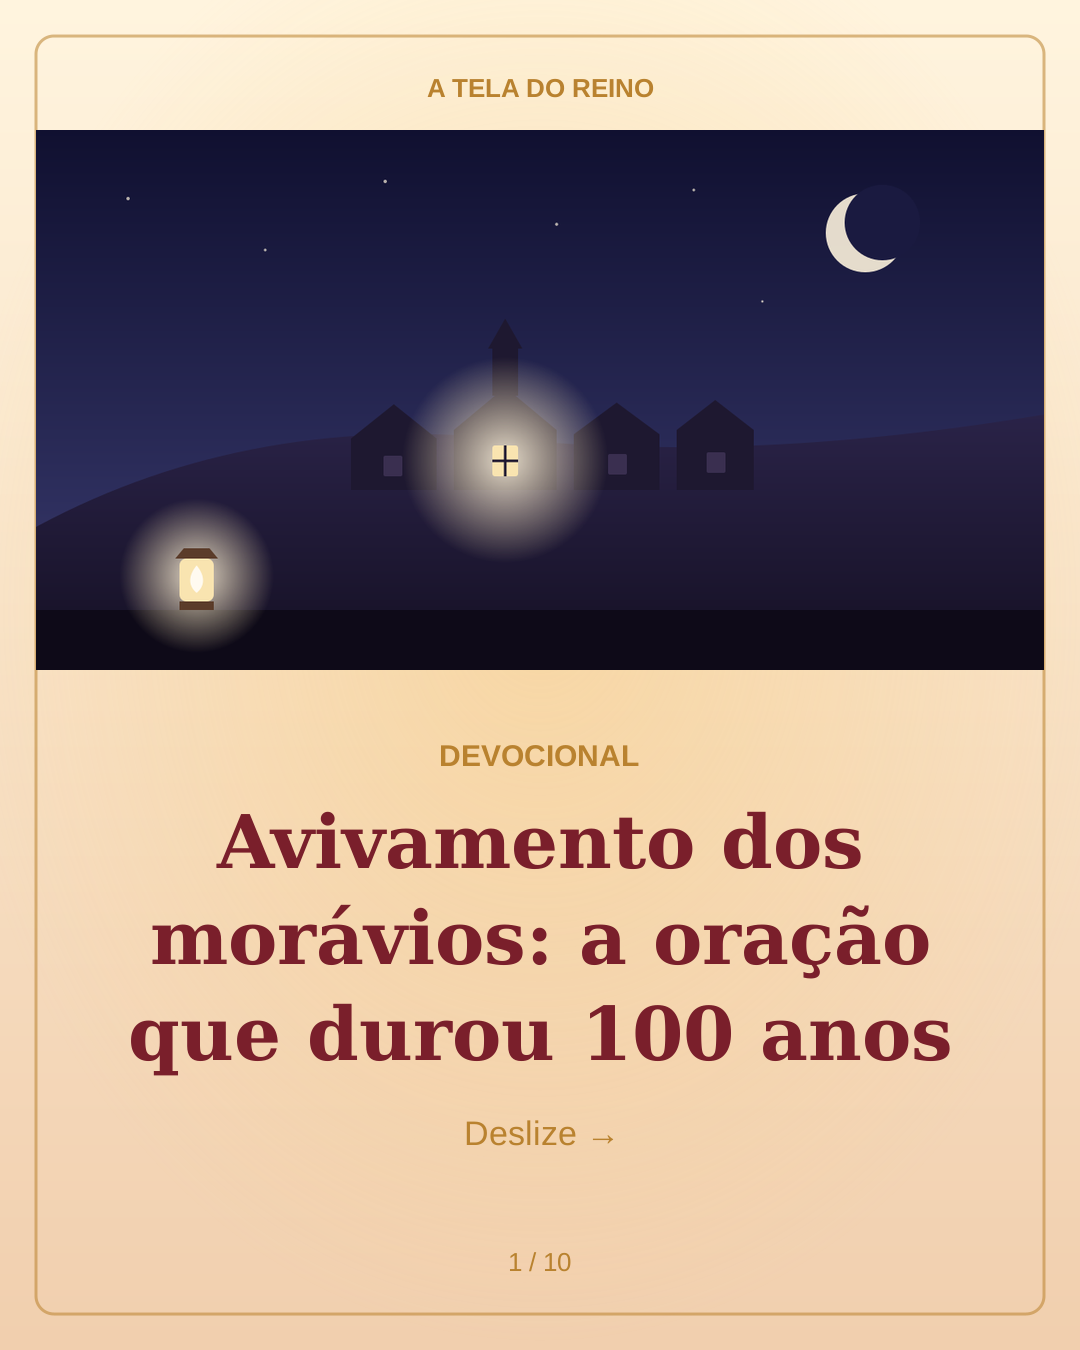 A TELA DO REINO
DEVOCIONAL
Avivamento dos
morávios: a oração
que durou 100 anos
Deslize →
1 / 10